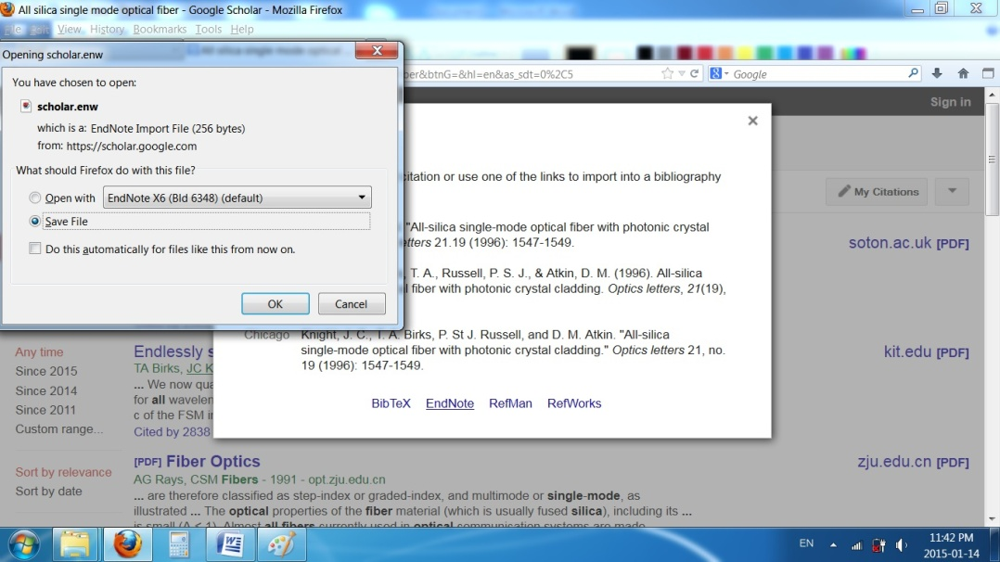 All silica single mode optical fiber - Google Scholar - Mozilla Firefox
File Edit View History Bookmarks Tools Help
Opening scholar.enw
All silica single mode optical
ber&btnG=&hl=en&as_sdt=0%2C5
Google
You have chosen to open:
scholar.enw
which is a: EndNote Import File (256 bytes)
from: https://scholar.google.com
What should Firefox do with this file?
Open with EndNote X6 (Bld 6348) (default)
Save File
Do this automatically for files like this from now on.
OK Cancel
Sign in
My Citations
citation or use one of the links to import into a bibliography
"All-silica single-mode optical fiber with photonic crystal
etters 21.19 (1996): 1547-1549.
, T. A., Russell, P. S. J., & Atkin, D. M. (1996). All-silica
l fiber with photonic crystal cladding. Optics letters, 21(19),
Chicago Knight, J. C., T. A. Birks, P. St J. Russell, and D. M. Atkin. "All-silica
single-mode optical fiber with photonic crystal cladding." Optics letters 21, no.
19 (1996): 1547-1549.
BibTeX EndNote RefMan RefWorks
soton.ac.uk [PDF]
Any time
Since 2015
Since 2014
Since 2011
Custom range...
Sort by relevance
Sort by date
Endlessly s
TA Birks, JC K
... We now qua
for all wavelen
c of the FSM i
Cited by 2838
kit.edu [PDF]
[PDF] Fiber Optics
AG Rays, CSM Fibers - 1991 - opt.zju.edu.cn
... are therefore classified as step-index or graded-index, and multimode or single-mode, as
illustrated ... The optical properties of the fiber material (which is usually fused silica), including its ...
is small (Δ < 1). Almost all fibers currently used in optical communication systems are made
zju.edu.cn [PDF]
EN
11:42 PM
2015-01-14